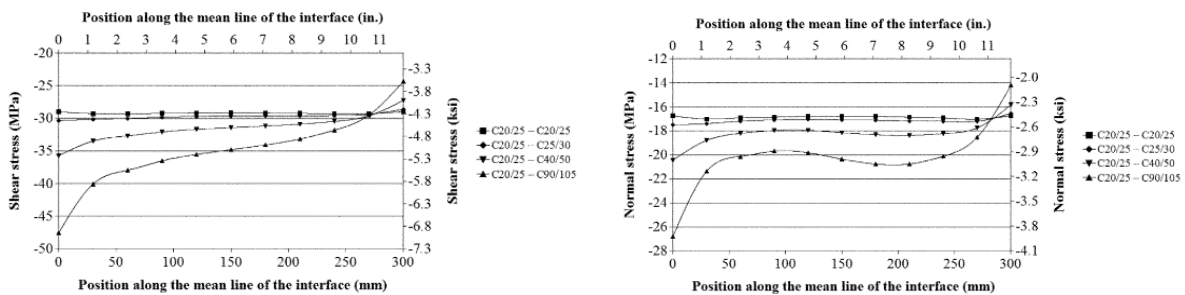 Position along the mean line of the interface (in.)
0 1 2 4 5 6 7 8 9 10 11
-20
-25
-30
-35
-40
-45
-50
Shear stress (MPa)
-3.3
-3.8
-4.3
-4.8
-5.3
-5.8
-6.3
-6.8
-7.3
Shear stress (ksi)
0 50 100 150 200 250 300
Position along the mean line of the interface (mm)
C20/25 – C20/25
C20/25 – C25/30
C20/25 – C40/50
C20/25 – C90/105
Position along the mean line of the interface (in.)
0 1 2 4 5 6 7 8 9 10 11
-12
-14
-16
-18
-20
-22
-24
-26
-28
Normal stress (MPa)
-2.0
-2.3
-2.6
-2.9
-3.2
-3.5
-3.8
-4.1
Normal stress (ksi)
0 50 100 150 200 250 300
Position along the mean line of the interface (mm)
C20/25 – C20/25
C20/25 – C25/30
C20/25 – C40/50
C20/25 – C90/105